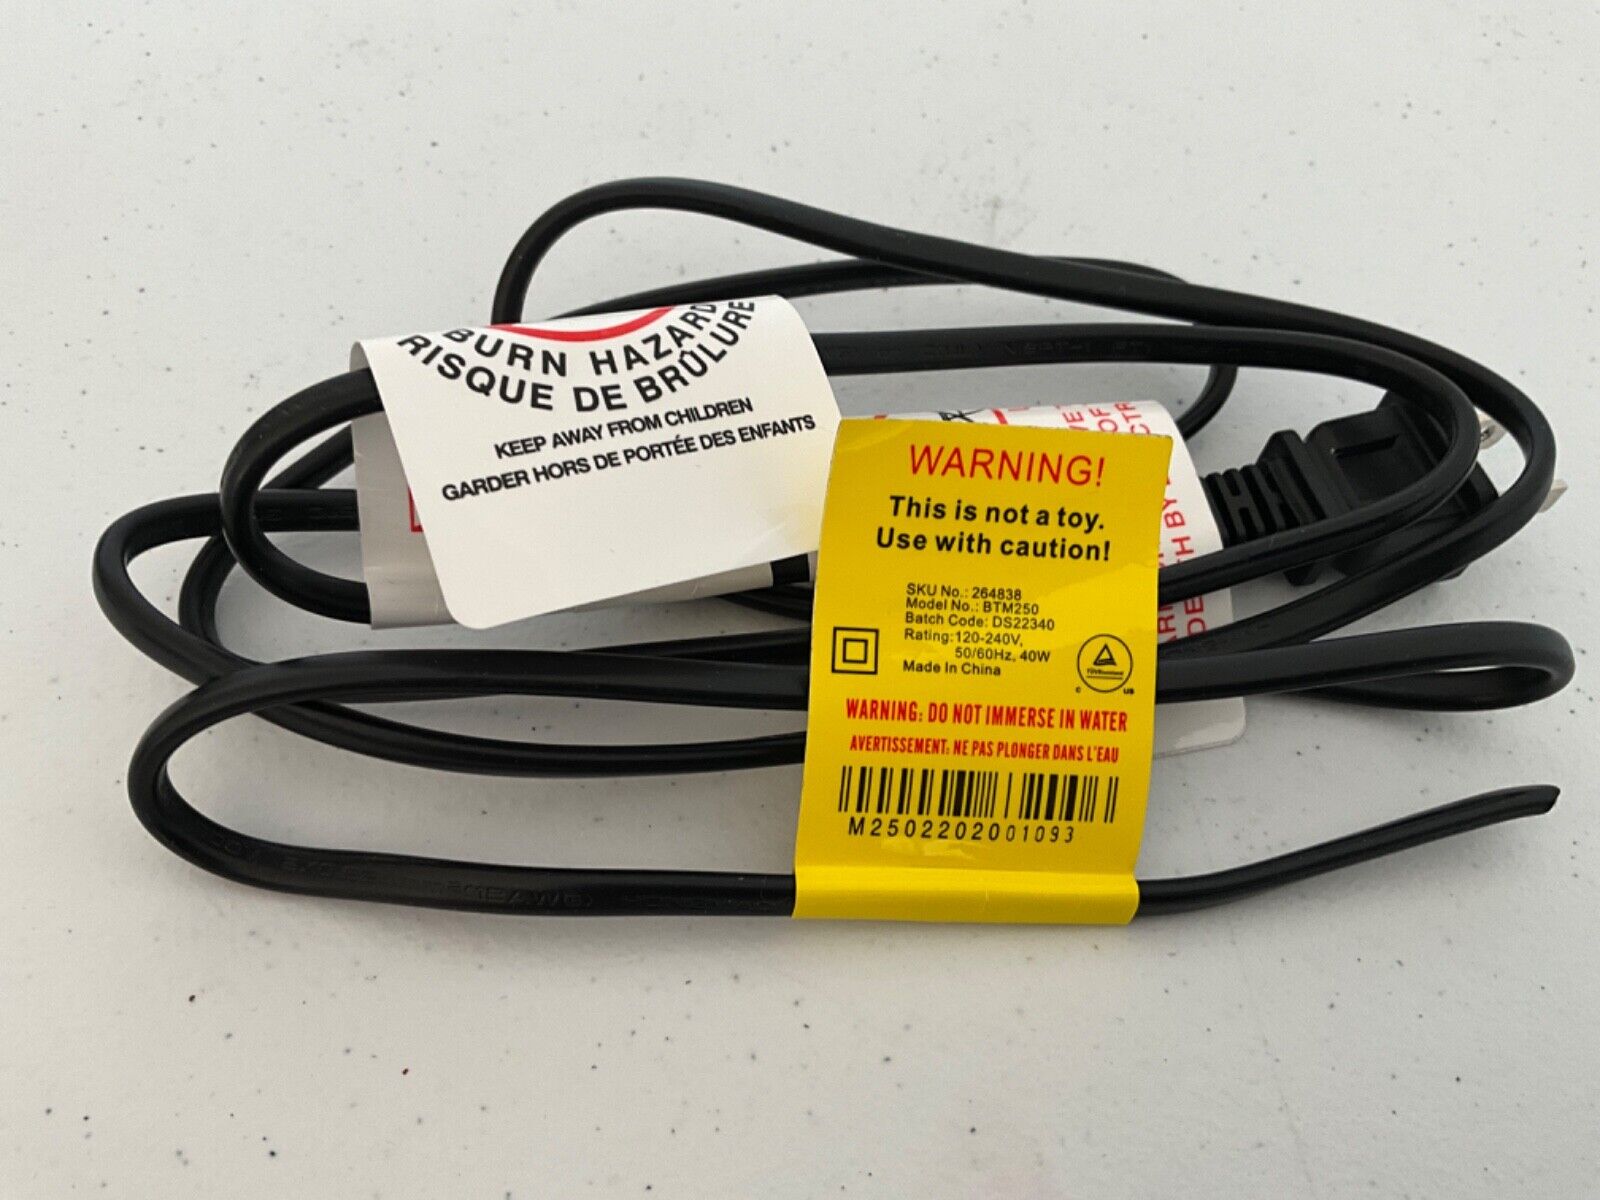 BURN HAZARD
RISQUE DE BRÛLURE
KEEP AWAY FROM CHILDREN
GARDER HORS DE PORTÉE DES ENFANTS
WARNING!
This is not a toy.
Use with caution!
SKU No.: 264838
Model No.: BTM250
Batch Code: DS22340
Rating:120-240V,
50/60Hz, 40W
Made In China
TÜVRheinland
C US
WARNING: DO NOT IMMERSE IN WATER
AVERTISSEMENT: NE PAS PLONGER DANS L'EAU
M2502202001093